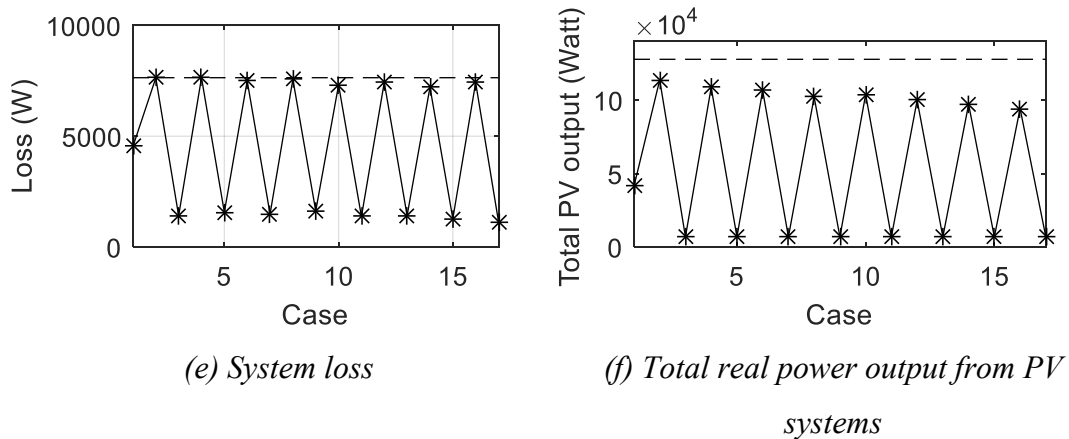 10000
5000
0
Loss (W)
5
10
15
Case
(e) System loss
× 10⁴
10
5
0
Total PV output (Watt)
5
10
15
Case
(f) Total real power output from PV
systems